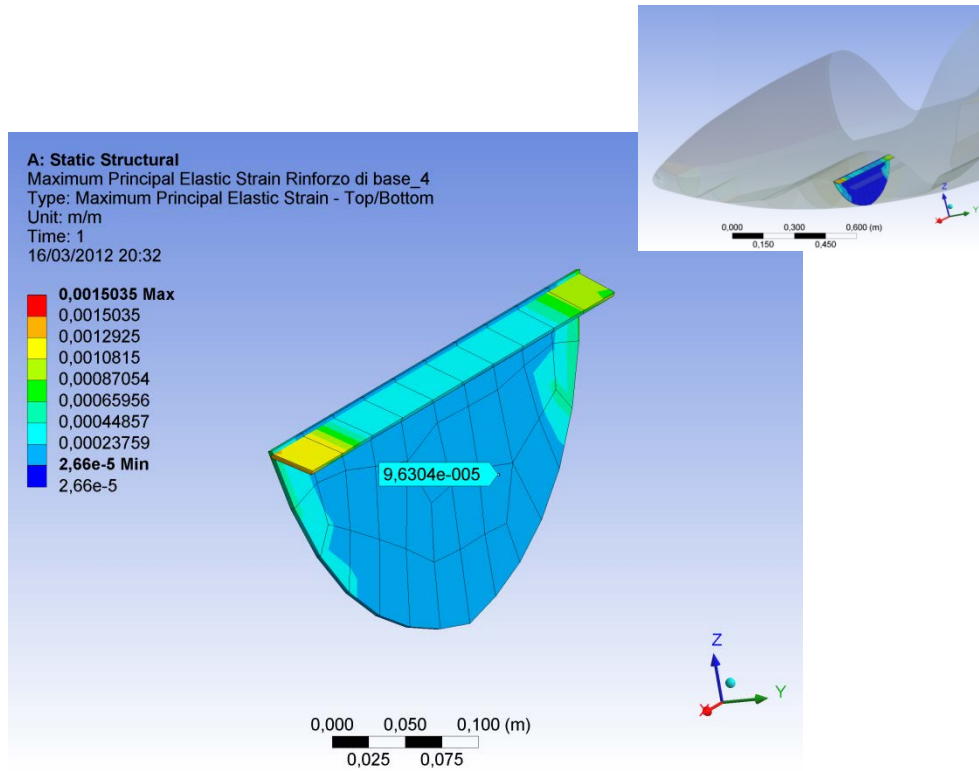 A: Static Structural
Maximum Principal Elastic Strain Rinforzo di base_4
Type: Maximum Principal Elastic Strain - Top/Bottom
Unit: m/m
Time: 1
16/03/2012 20:32
0,0015035 Max
0,0015035
0,0012925
0,0010815
0,00087054
0,00065956
0,00044857
0,00023759
2,66e-5 Min
2,66e-5
9,6304e-005
0,000 0,050 0,100 (m)
0,025 0,075
Z
Y
X
0,000 0,300 0,600 (m)
0,150 0,450
Z
Y
X